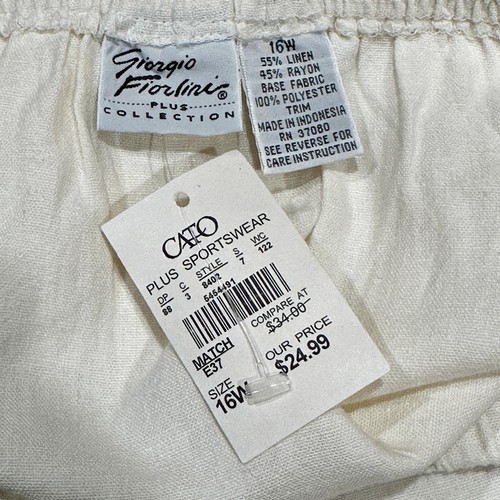 Giorgio
Fiorlini®
PLUS
COLLECTION
16W
55% LINEN
45% RAYON
BASE FABRIC
100% POLYESTER
TRIM
MADE IN INDONESIA
RN 37080
SEE REVERSE FOR
CARE INSTRUCTION
CATO
PLUS SPORTSWEAR
DP C STYLE S WC
88 3 8402 7 122
5454491
MATCH
E37
COMPARE AT
$34.00
SIZE
16W
OUR PRICE
$24.99